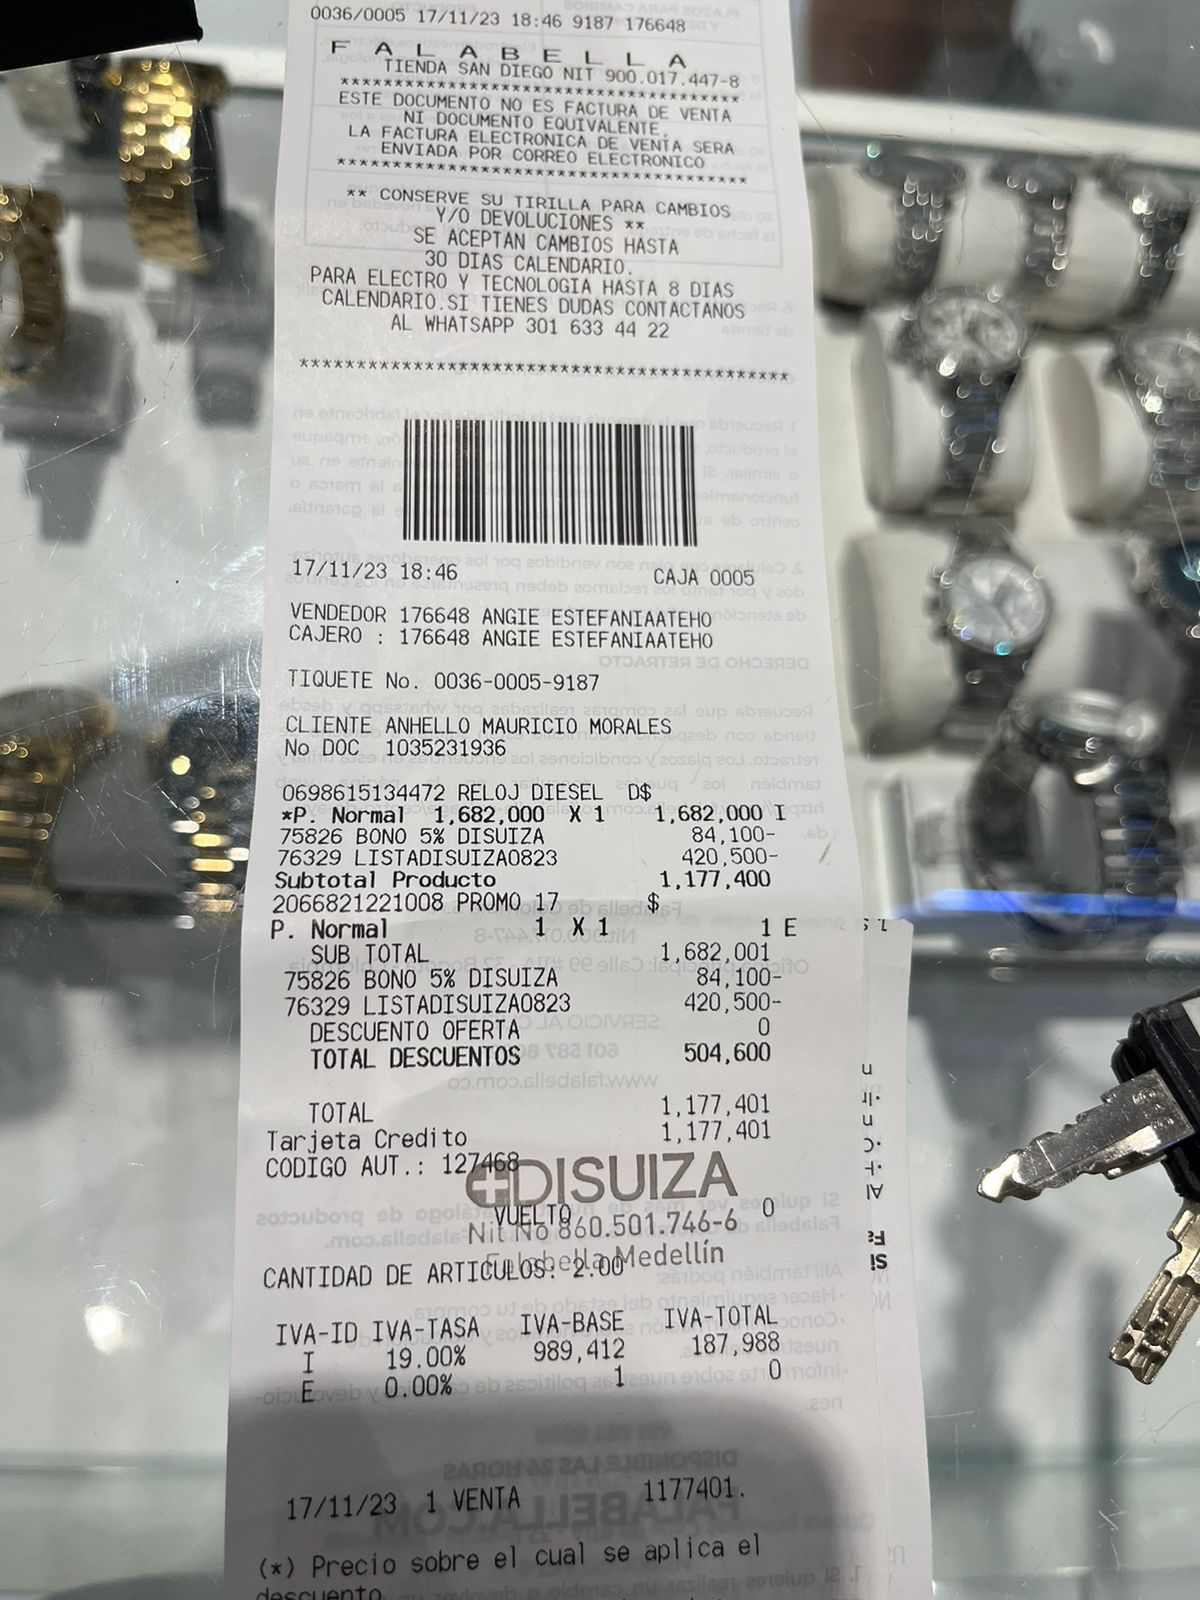 0036/0005 17/11/23 18:46 9187 176648
FALABELLA
TIENDA SAN DIEGO NIT 900.017.447-8
****************************************
ESTE DOCUMENTO NO ES FACTURA DE VENTA
NI DOCUMENTO EQUIVALENTE,
LA FACTURA ELECTRONICA DE VENTA SERA
ENVIADA POR CORREO ELECTRONICO
****************************************
** CONSERVE SU TIRILLA PARA CAMBIOS
Y/O DEVOLUCIONES **
SE ACEPTAN CAMBIOS HASTA
30 DIAS CALENDARIO.
PARA ELECTRO Y TECNOLOGIA HASTA 8 DIAS
CALENDARIO.SI TIENES DUDAS CONTACTANOS
AL WHATSAPP 301 633 44 22
********************************************
17/11/23 18:46 CAJA 0005
VENDEDOR 176648 ANGIE ESTEFANIAATEHO
CAJERO : 176648 ANGIE ESTEFANIAATEHO
TIQUETE No. 0036-0005-9187
CLIENTE ANHELLO MAURICIO MORALES
No DOC 1035231936
0698615134472 RELOJ DIESEL D$
*P. Normal 1,682,000 X 1 1,682,000 I
75826 BONO 5% DISUIZA 84,100-
76329 LISTADISUIZA0823 420,500-
Subtotal Producto 1,177,400
2066821221008 PROMO 17 $
P. Normal 1 X 1 1 E
SUB TOTAL 1,682,001
75826 BONO 5% DISUIZA 84,100-
76329 LISTADISUIZA0823 420,500-
DESCUENTO OFERTA 0
TOTAL DESCUENTOS 504,600
TOTAL 1,177,401
Tarjeta Credito 1,177,401
CODIGO AUT.: 127468
DISUIZA
VUELTO 0
Nit No 860.501.746-6
Falabella Medellín
CANTIDAD DE ARTICULOS: 2.00
IVA-ID IVA-TASA IVA-BASE IVA-TOTAL
I 19.00% 989,412 187,988
E 0.00% 1 0
17/11/23 1 VENTA 1177401.
(*) Precio sobre el cual se aplica el
descuento